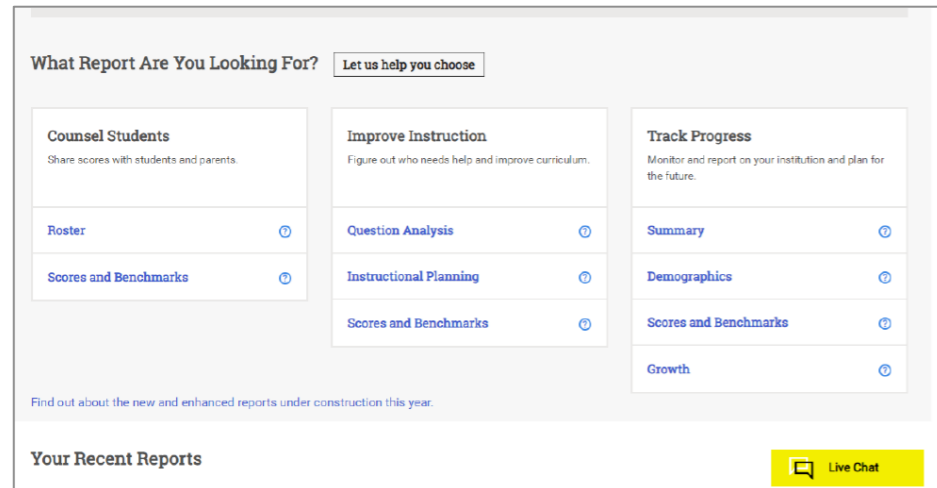 What Report Are You Looking For?
Let us help you choose
Counsel Students
Share scores with students and parents.
Roster
Scores and Benchmarks
Improve Instruction
Figure out who needs help and improve curriculum.
Question Analysis
Instructional Planning
Scores and Benchmarks
Track Progress
Monitor and report on your institution and plan for
the future.
Summary
Demographics
Scores and Benchmarks
Growth
Find out about the new and enhanced reports under construction this year.
Your Recent Reports
Live Chat